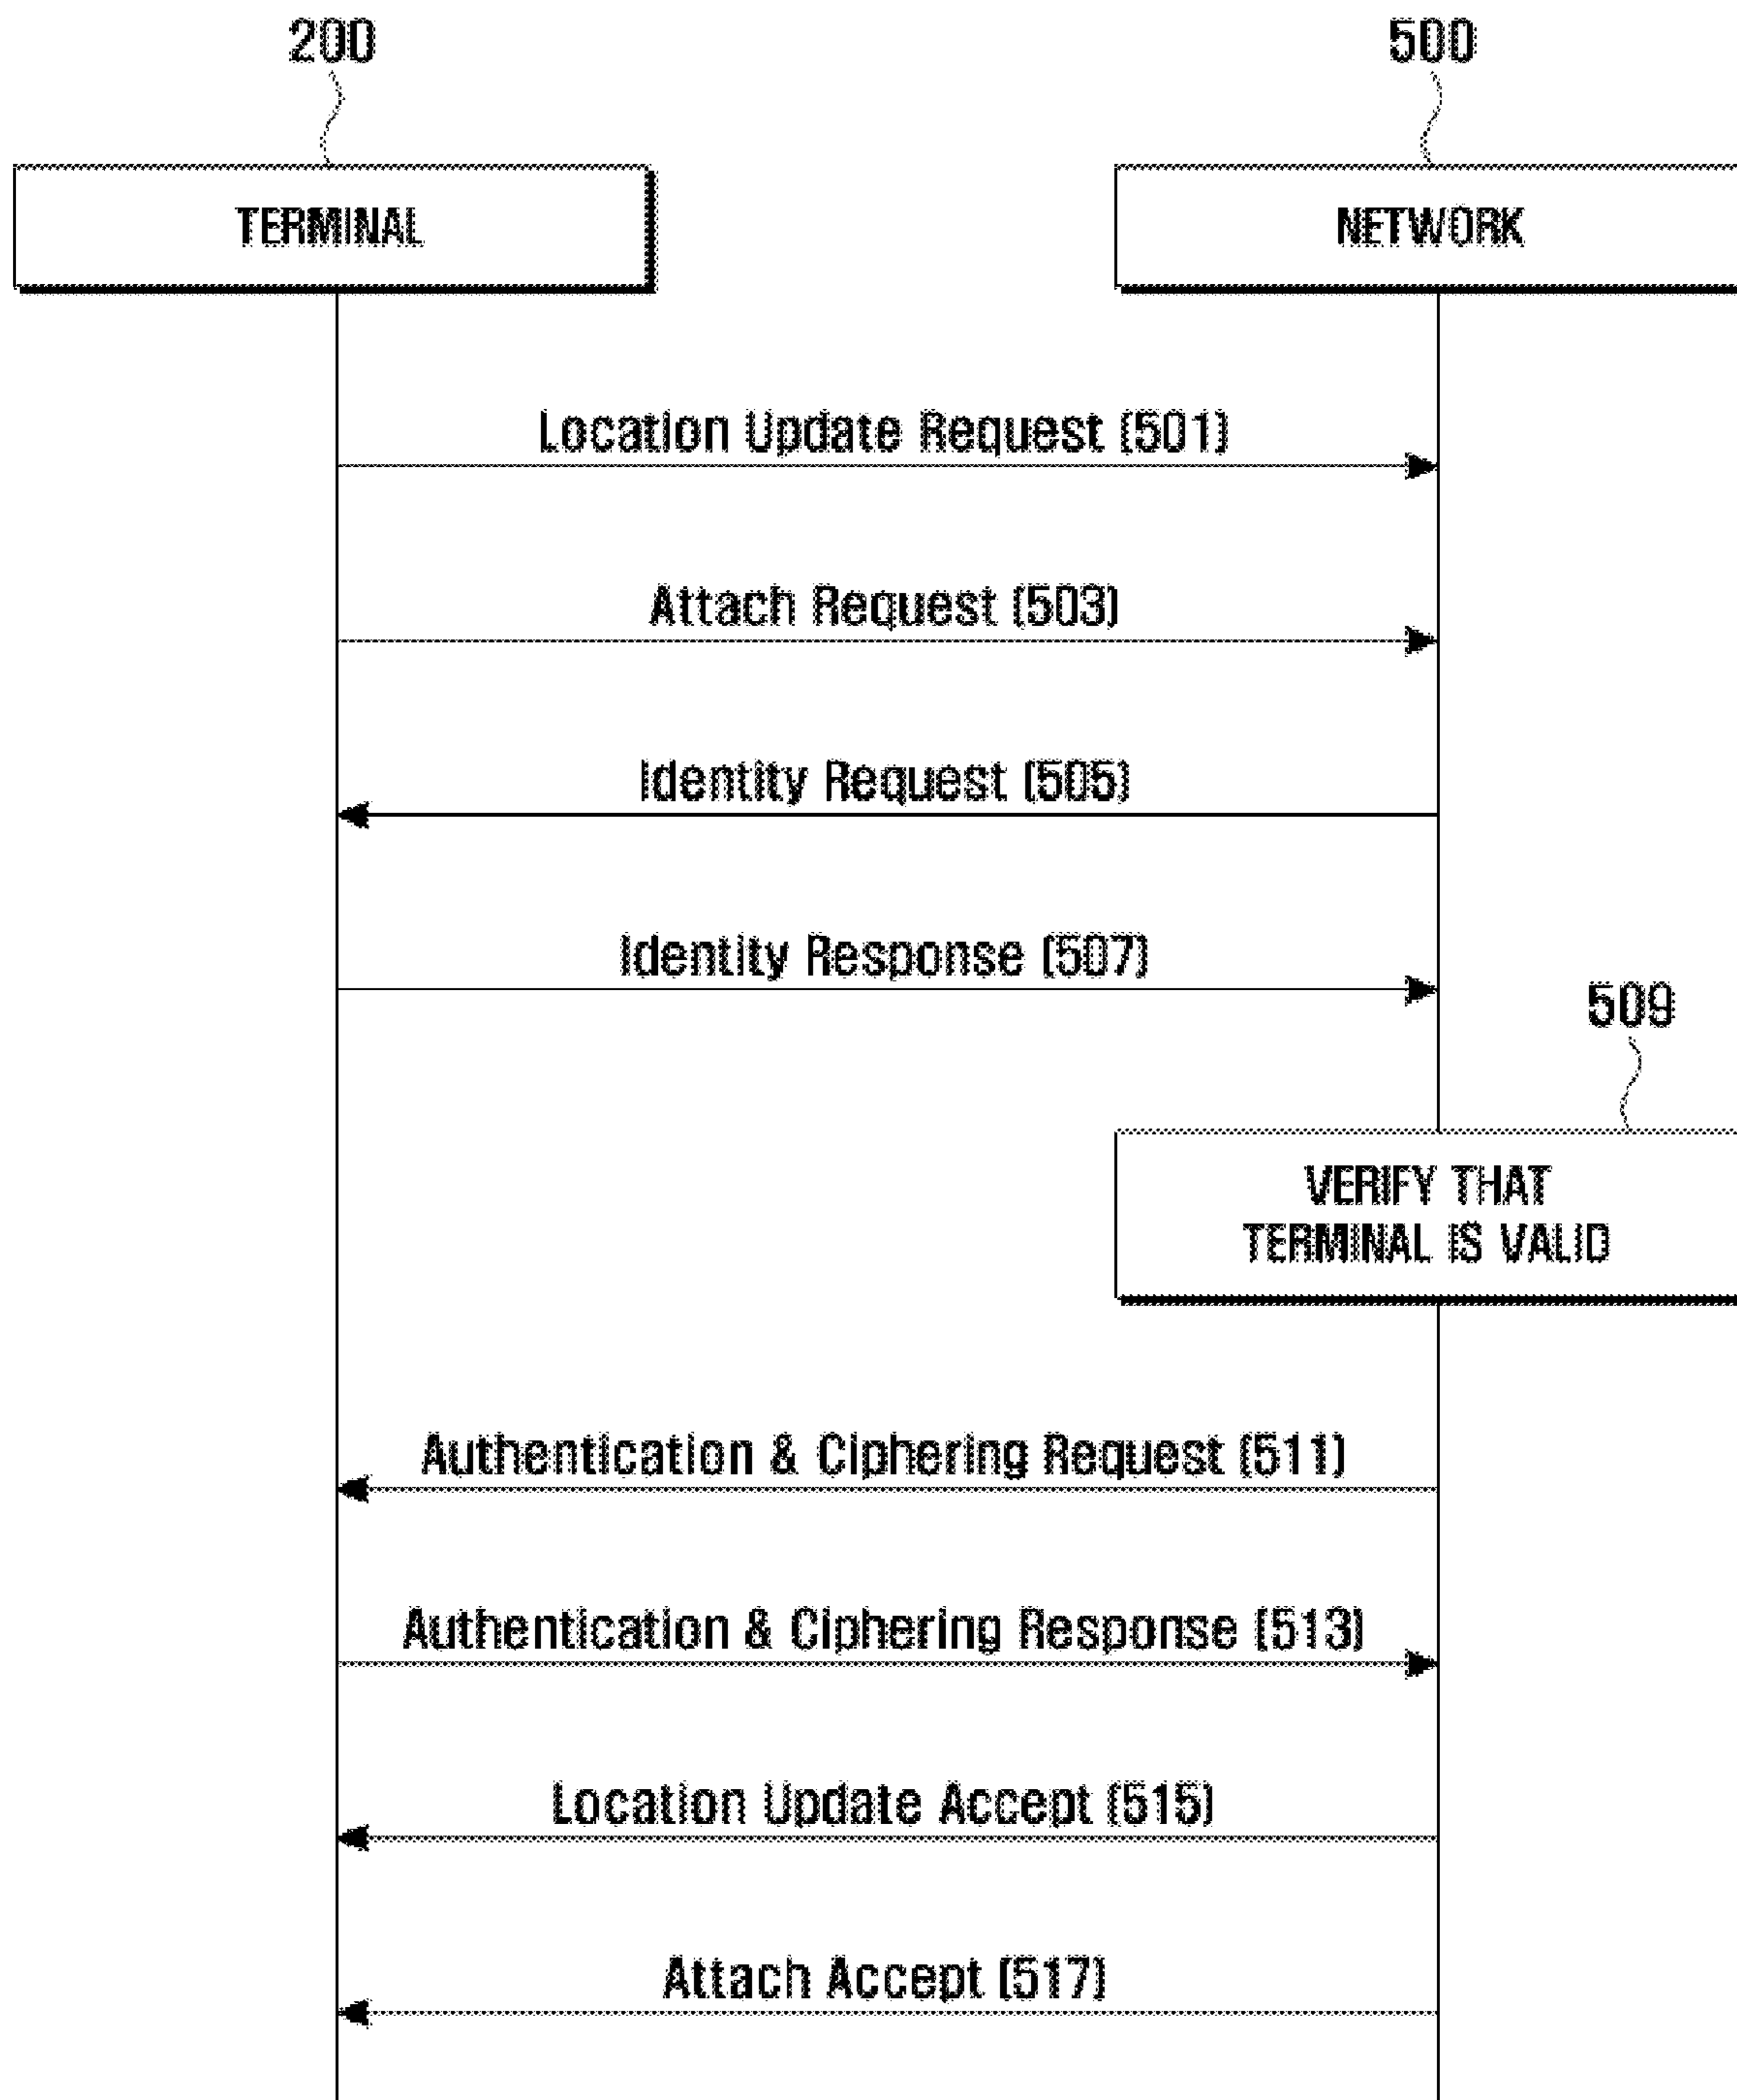 200
500
TERMINAL
NETWORK
Location Update Request (501)
Attach Request (503)
Identity Request (505)
Identity Response (507)
509
VERIFY THAT
TERMINAL IS VALID
Authentication & Ciphering Request (511)
Authentication & Ciphering Response (513)
Location Update Accept (515)
Attach Accept (517)